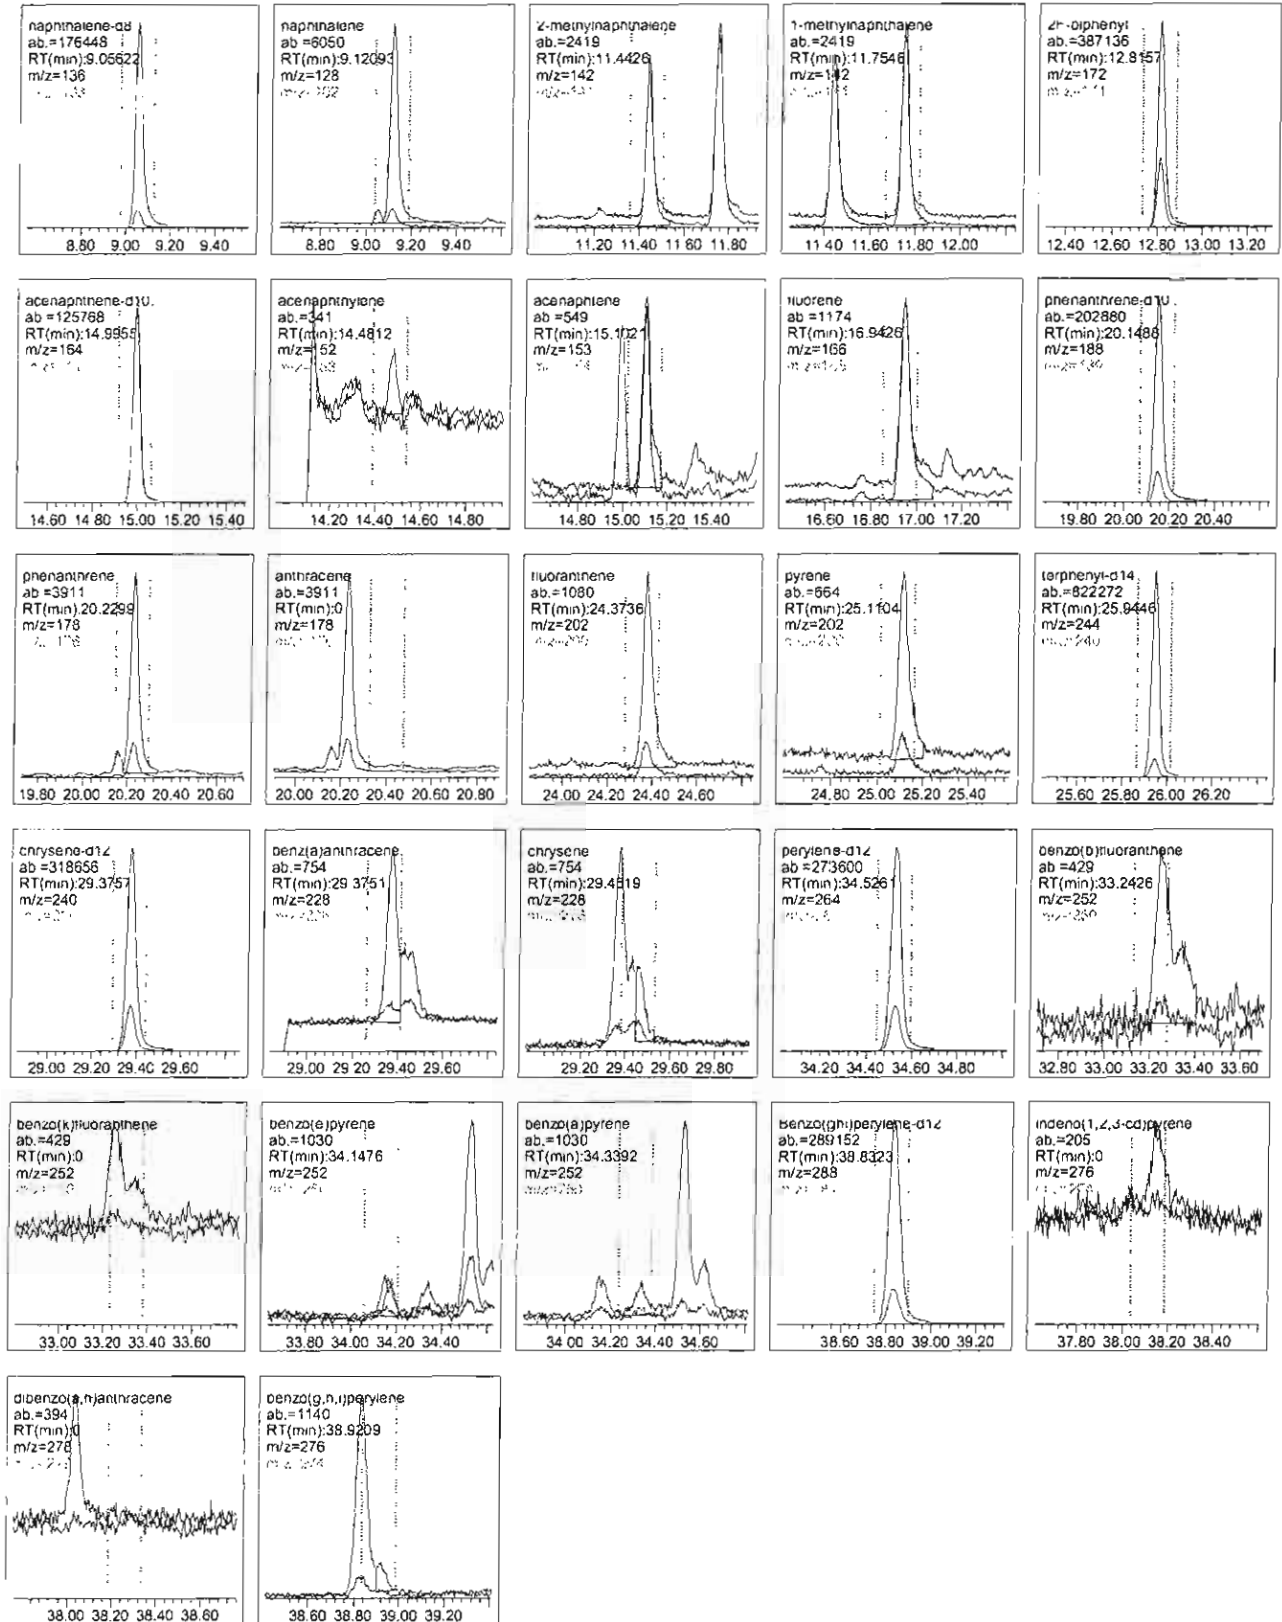 naphthalene-d8
ab.=176448
RT(min):9.05622
m/z=136
8.80 9.00 9.20 9.40
naphthalene
ab =6050
RT(min):9.12093
m/z=128
8.80 9.00 9.20 9.40
2-methylnaphthalene
ab.=2419
RT(min):11.4426
m/z=142
11.20 11.40 11.60 11.80
1-methylnaphthalene
ab.=2419
RT(min):11.7546
m/z=142
11.40 11.60 11.80 12.00
2F-biphenyl
ab.=387136
RT(min):12.8157
m/z=172
12.40 12.60 12.80 13.00 13.20
acenaphthene-d10
ab =125768
RT(min):14.9955
m/z=164
14.60 14.80 15.00 15.20 15.40
acenaphthylene
ab.=341
RT(min):14.4812
m/z=152
14.20 14.40 14.60 14.80
acenaphtene
ab =549
RT(min):15.1021
m/z=153
14.80 15.00 15.20 15.40
fluorene
ab =1174
RT(min):16.9426
m/z=166
16.60 16.80 17.00 17.20
phenanthrene-d10
ab.=202880
RT(min):20.1488
m/z=188
19.80 20.00 20.20 20.40
phenanthrene
ab =3911
RT(min).20.2299
m/z=178
19.80 20.00 20.20 20.40 20.60
anthracene
ab.=3911
RT(min):0
m/z=178
20.00 20.20 20.40 20.60 20.80
fluoranthene
ab.=1080
RT(min):24.3736
m/z=202
24.00 24.20 24.40 24.60
pyrene
ab.=664
RT(min):25.1104
m/z=202
24.80 25.00 25.20 25.40
terphenyl-d14
ab.=822272
RT(min):25.9446
m/z=244
25.60 25.80 26.00 26.20
chrysene-d12
ab =318656
RT(min):29.3757
m/z=240
29.00 29.20 29.40 29.60
benz(a)anthracene
ab.=754
RT(min):29.3751
m/z=228
29.00 29.20 29.40 29.60
chrysene
ab.=754
RT(min):29.4519
m/z=228
29.20 29.40 29.60 29.80
perylene-d12
ab =273600
RT(min):34.5261
m/z=264
34.20 34.40 34.60 34.80
benzo(b)fluoranthene
ab.=429
RT(min):33.2426
m/z=252
32.80 33.00 33.20 33.40 33.60
benzo(k)fluoranthene
ab.=429
RT(min):0
m/z=252
33.00 33.20 33.40 33.60
benzo(e)pyrene
ab.=1030
RT(min):34.1476
m/z=252
33.80 34.00 34.20 34.40
benzo(a)pyrene
ab.=1030
RT(min):34.3392
m/z=252
34 00 34.20 34.40 34.60
Benzo(ghi)perylene-d12
ab.=289152
RT(min):38.8323
m/z=288
38.60 38.80 39.00 39.20
indeno(1,2,3-cd)pyrene
ab.=205
RT(min):0
m/z=276
37.80 38.00 38.20 38.40
dibenzo(a,h)anthracene
ab.=394
RT(min):0
m/z=278
38.00 38.20 38.40 38.60
benzo(g,h,i)perylene
ab.=1140
RT(min):38.9209
m/z=276
38.60 38.80 39.00 39.20